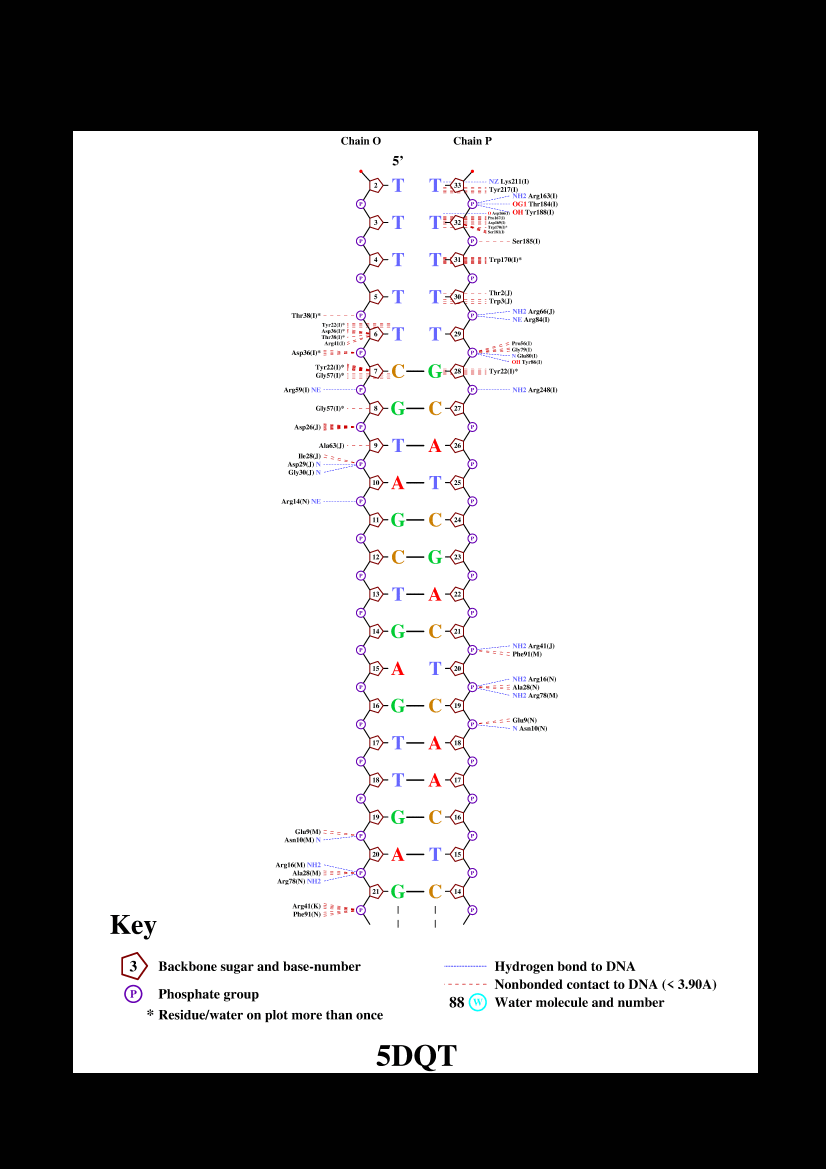 Chain O Chain P
5'
2 T T 33 NZ Lys211(I)
Tyr217(I)
P P NH2 Arg163(I)
OG1 Thr184(I)
OH Tyr188(I)
3 T T 32
Pro167(I)
Trp170(I)*
Ser181(I)
P P Ser185(I)
4 T T 31 Trp170(I)*
P P
5 T T 30 Thr2(J)
Trp3(J)
Thr38(I)* P P NH2 Arg66(J)
NE Arg84(I)
Tyr22(I)*
Asp36(I)*
Thr38(I)*
Arg41(I)
6 T T 29
Asp36(I)* P P Pro56(I)
Gly79(I)
N Glu80(I)
OH Tyr86(I)
Tyr22(I)*
Gly57(I)*
7 C G 28 Tyr22(I)*
Arg59(I) NE P P NH2 Arg248(I)
Gly57(I)* 8 G C 27
Asp26(J) P P
Ala63(J) 9 T A 26
Ile28(J)
Asp29(J) N P P
Gly30(J) N
10 A T 25
Arg14(N) NE P P
11 G C 24
P P
12 C G 23
P P
13 T A 22
P P
14 G C 21
P P NH2 Arg41(J)
Phe91(M)
15 A T 20
P P NH2 Arg16(N)
Ala28(N)
NH2 Arg78(M)
16 G C 19
P P Glu9(N)
N Asn10(N)
17 T A 18
P P
18 T A 17
P P
19 G C 16
Glu9(M)
Asn10(M) N P P
20 A T 15
Arg16(M) NH2
Ala28(M) P P
Arg78(N) NH2
21 G C 14
Arg41(K)
Phe91(N) P P
Key
3 Backbone sugar and base-number
P Phosphate group
* Residue/water on plot more than once
Hydrogen bond to DNA
Nonbonded contact to DNA (< 3.90A)
88 W Water molecule and number
5DQT